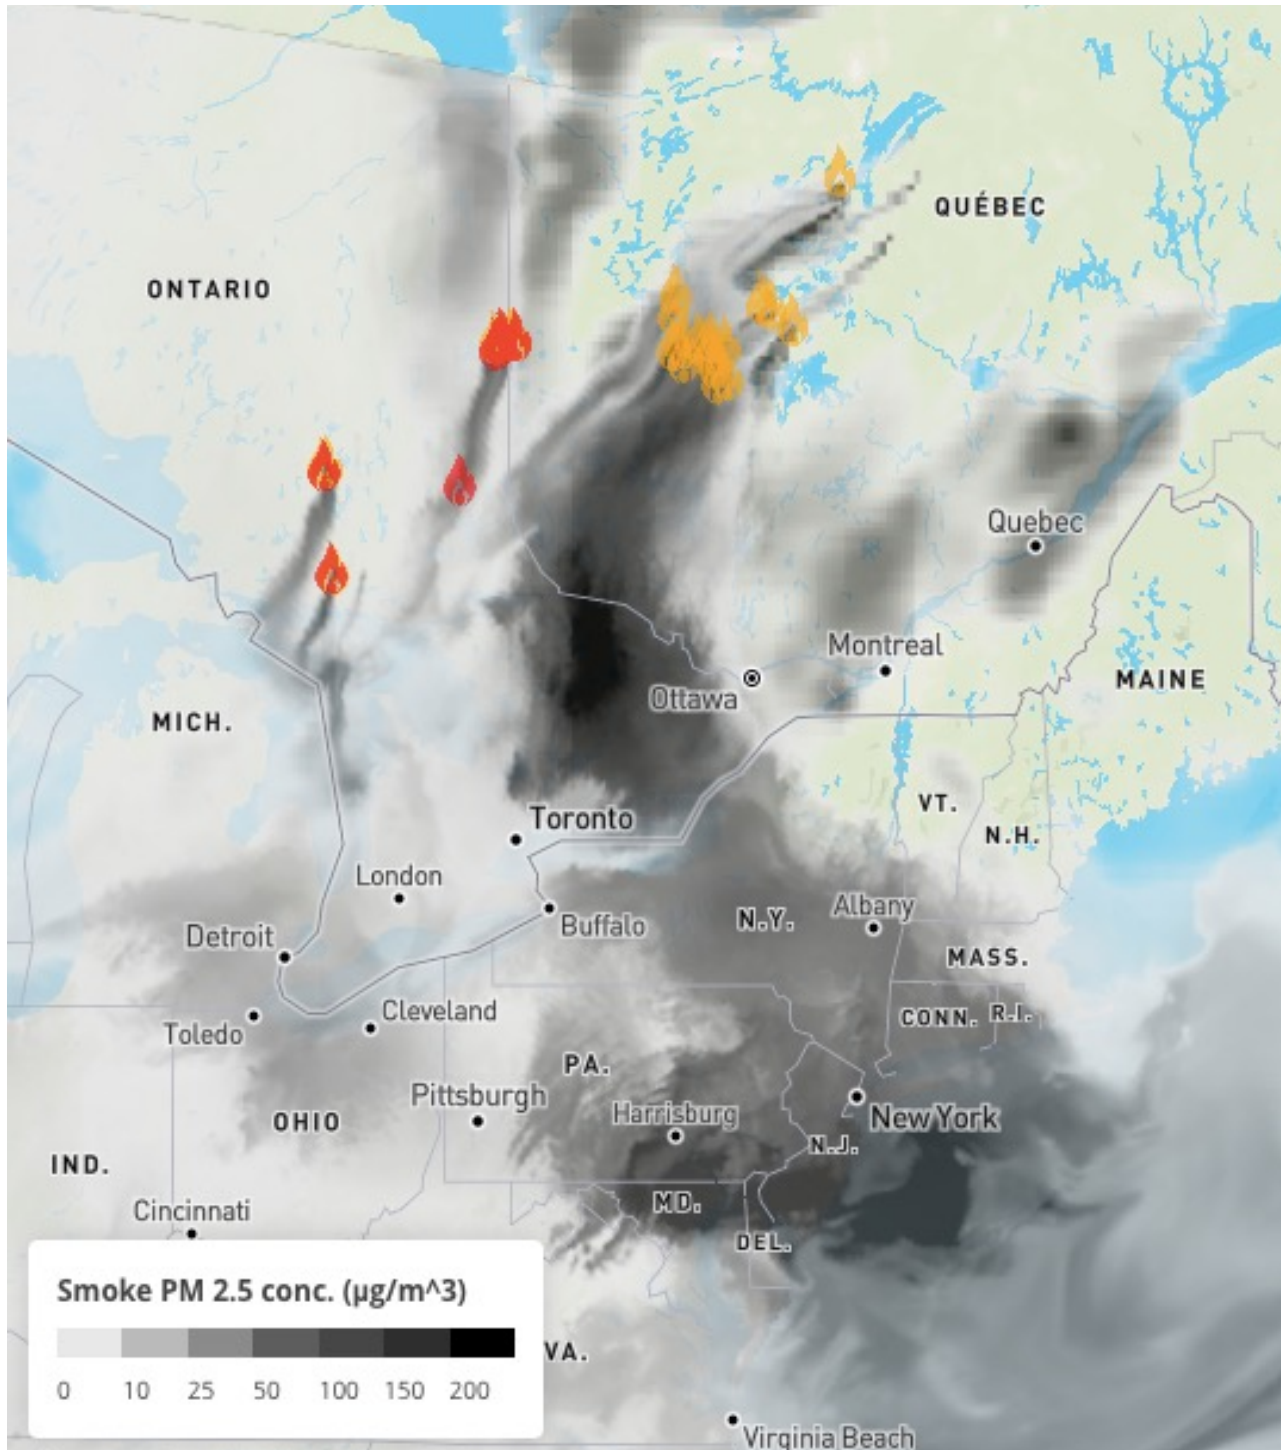 QUÉBEC
ONTARIO
Quebec
Montreal
MAINE
Ottawa
MICH.
VT.
Toronto
N.H.
London
Albany
N.Y.
Buffalo
Detroit
MASS.
Cleveland
CONN. R.I.
Toledo
PA.
Pittsburgh
Harrisburg
New York
OHIO
N.J.
IND.
MD.
Cincinnati
DEL.
Smoke PM 2.5 conc. (µg/m^3)
VA.
0 10 25 50 100 150 200
Virginia Beach